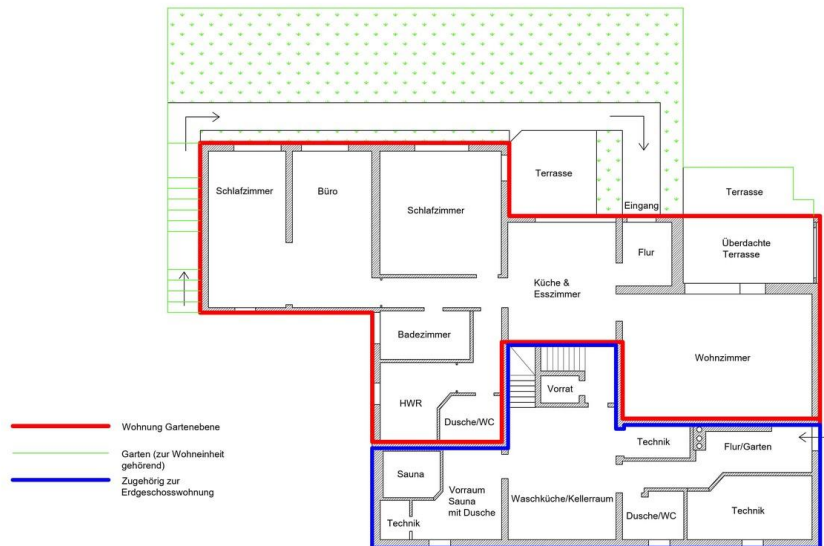 Terrasse
Schlafzimmer
Büro
Schlafzimmer
Terrasse
Eingang
Flur
Überdachte
Terrasse
Küche &
Esszimmer
Badezimmer
Wohnzimmer
Vorrat
HWR
Dusche/WC
Wohnung Gartenebene
Garten (zur Wohneinheit
gehörend)
Zugehörig zur
Erdgeschosswohnung
Technik
Flur/Garten
Sauna
Vorraum
Sauna
mit Dusche
Waschküche/Kellerraum
Technik
Dusche/WC
Technik